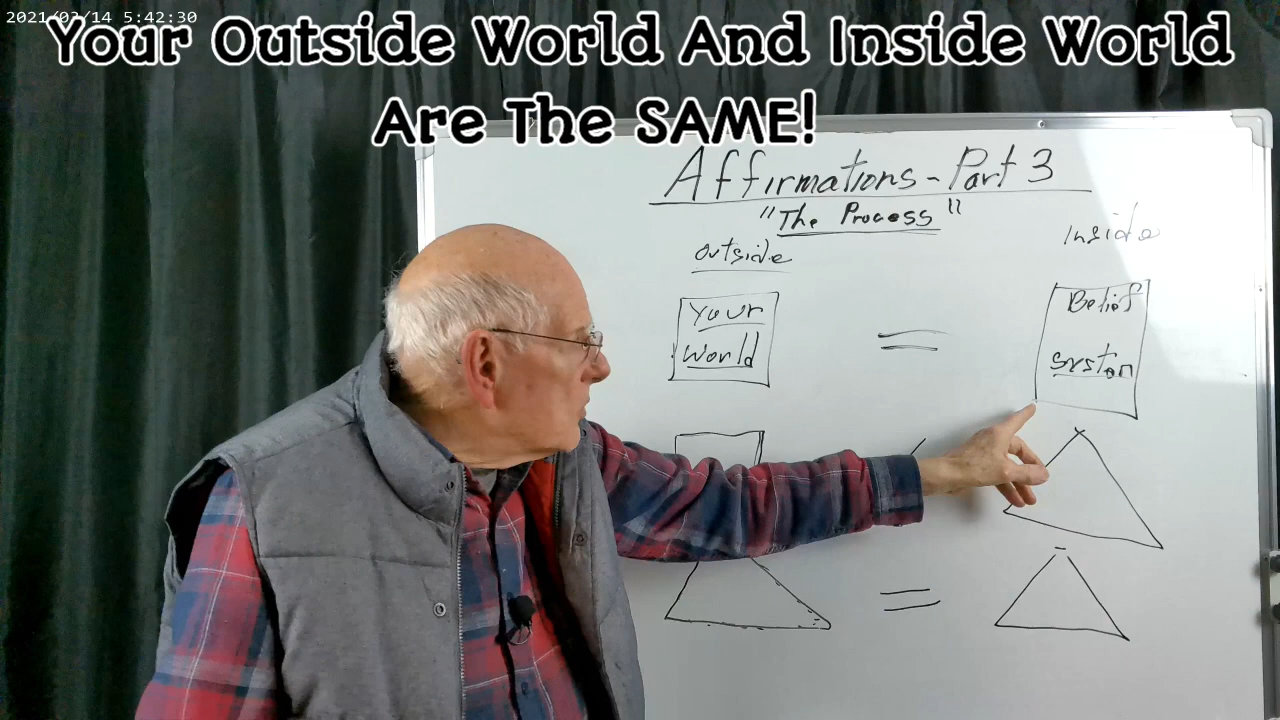 2021/02/14 5:42:30
Your Outside World And Inside World
Are The SAME!
Affirmations - Part 3
"The Process"
outside
Inside
Your
World
=
Belief
System
=